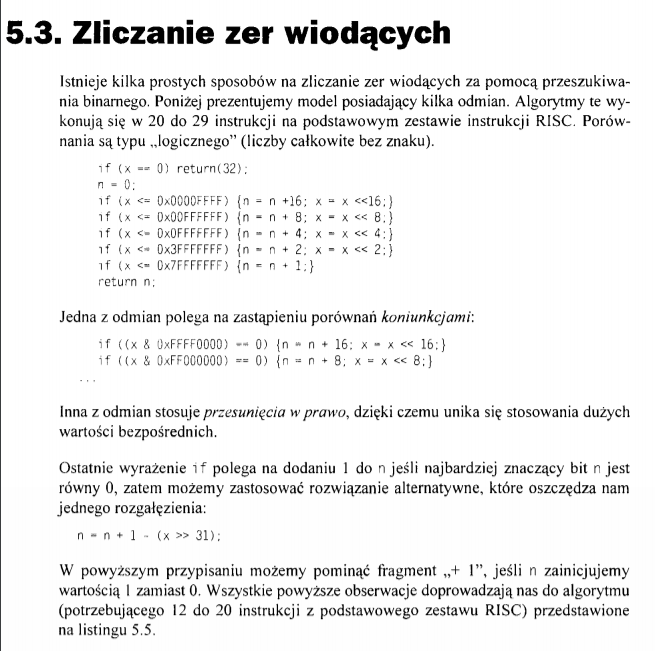 5.3. Zliczanie zer wiodących
Istnieje kilka prostych sposobów na zliczanie zer wiodących za pomocą przeszukiwa-
nia binarnego. Poniżej prezentujemy model posiadający kilka odmian. Algorytmy te wy-
konują się w 20 do 29 instrukcji na podstawowym zestawie instrukcji RISC. Porów-
nania są typu „logicznego” (liczby całkowite bez znaku).
if (x == 0) return(32);
n = 0;
if (x <= 0x0000FFFF) {n = n +16; x = x <<16;}
if (x <= 0x00FFFFFF) {n = n + 8; x = x << 8;}
if (x <= 0x0FFFFFFF) {n = n + 4; x = x << 4;}
if (x <= 0x3FFFFFFF) {n = n + 2; x = x << 2;}
if (x <= 0x7FFFFFFF) {n = n + 1;}
return n;
Jedna z odmian polega na zastąpieniu porównań koniunkcjami:
if ((x & 0xFFFF0000) == 0) {n = n + 16; x = x << 16;}
if ((x & 0xFF000000) == 0) {n = n + 8; x = x << 8;}
...
Inna z odmian stosuje przesunięcia w prawo, dzięki czemu unika się stosowania dużych
wartości bezpośrednich.
Ostatnie wyrażenie if polega na dodaniu 1 do n jeśli najbardziej znaczący bit n jest
równy 0, zatem możemy zastosować rozwiązanie alternatywne, które oszczędza nam
jednego rozgałęzienia:
n = n + 1 - (x >> 31);
W powyższym przypisaniu możemy pominąć fragment „+ 1”, jeśli n zainicjujemy
wartością 1 zamiast 0. Wszystkie powyższe obserwacje doprowadzają nas do algorytmu
(potrzebującego 12 do 20 instrukcji z podstawowego zestawu RISC) przedstawione
na listingu 5.5.